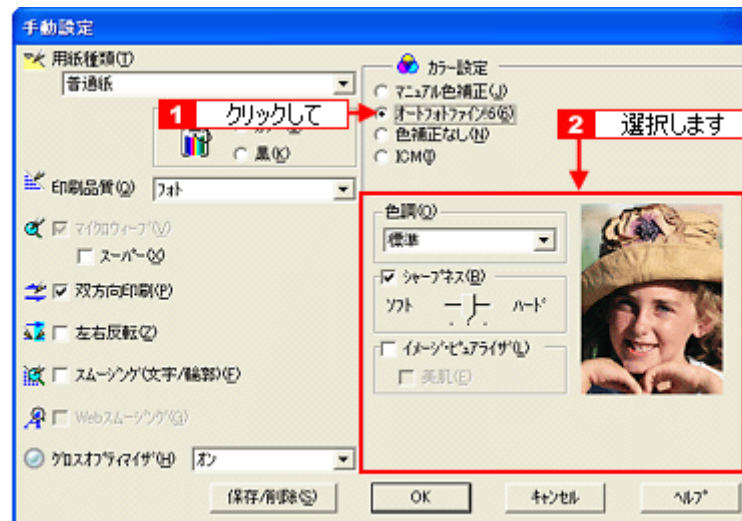 手動設定
用紙種類(T)
普通紙
1 クリックして
黒(K)
印刷品質(Q) フォト
マイクロウィーブ(V)
スーパー(X)
双方向印刷(P)
左右反転(Z)
スムージング(文字/輪郭)(F)
Webスムージング(G)
グロスオプティマイザ(H) オン
カラー設定
マニュアル色補正(J)
オートフォトファイン!6(6)
色補正なし(N)
ICM(I)
2 選択します
色調(O)
標準
シャープネス(B)
ソフト ハード
イメージ・ピュアライザ(L)
美肌(E)
保存/削除(S) OK キャンセル ヘルプ